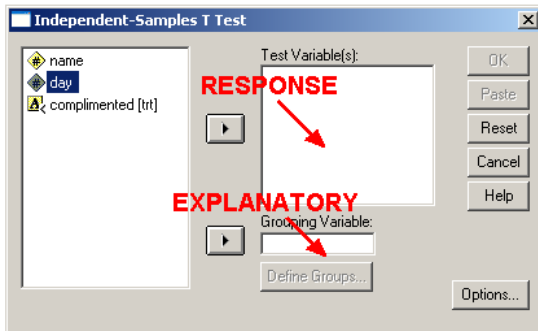 Independent-Samples T Test
name
day
complimented [trt]
Test Variable(s):
RESPONSE
EXPLANATORY
Grouping Variable:
Define Groups...
OK
Paste
Reset
Cancel
Help
Options...